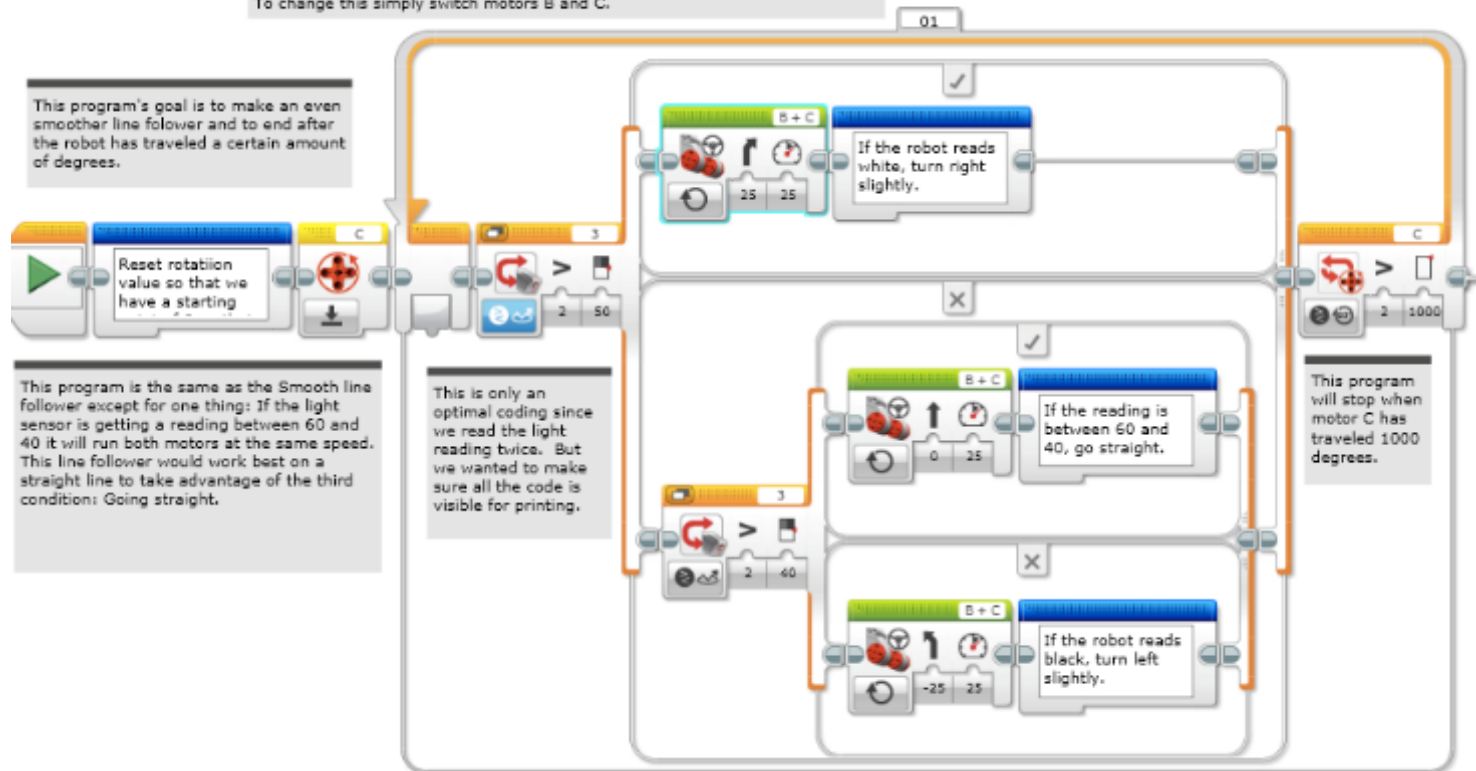 To change this simply switch motors B and C.
01
This program's goal is to make an even
smoother line folower and to end after
the robot has traveled a certain amount
of degrees.
B + C
25 25
If the robot reads
white, turn right
slightly.
Reset rotatiion
value so that we
have a starting
C
3
>
2 50
C
>
2 1000
This program is the same as the Smooth line
follower except for one thing: If the light
sensor is getting a reading between 60 and
40 it will run both motors at the same speed.
This line follower would work best on a
straight line to take advantage of the third
condition: Going straight.
This is only an
optimal coding since
we read the light
reading twice.  But
we wanted to make
sure all the code is
visible for printing.
3
>
2 40
B + C
0 25
If the reading is
between 60 and
40, go straight.
B + C
-25 25
If the robot reads
black, turn left
slightly.
This program
will stop when
motor C has
traveled 1000
degrees.